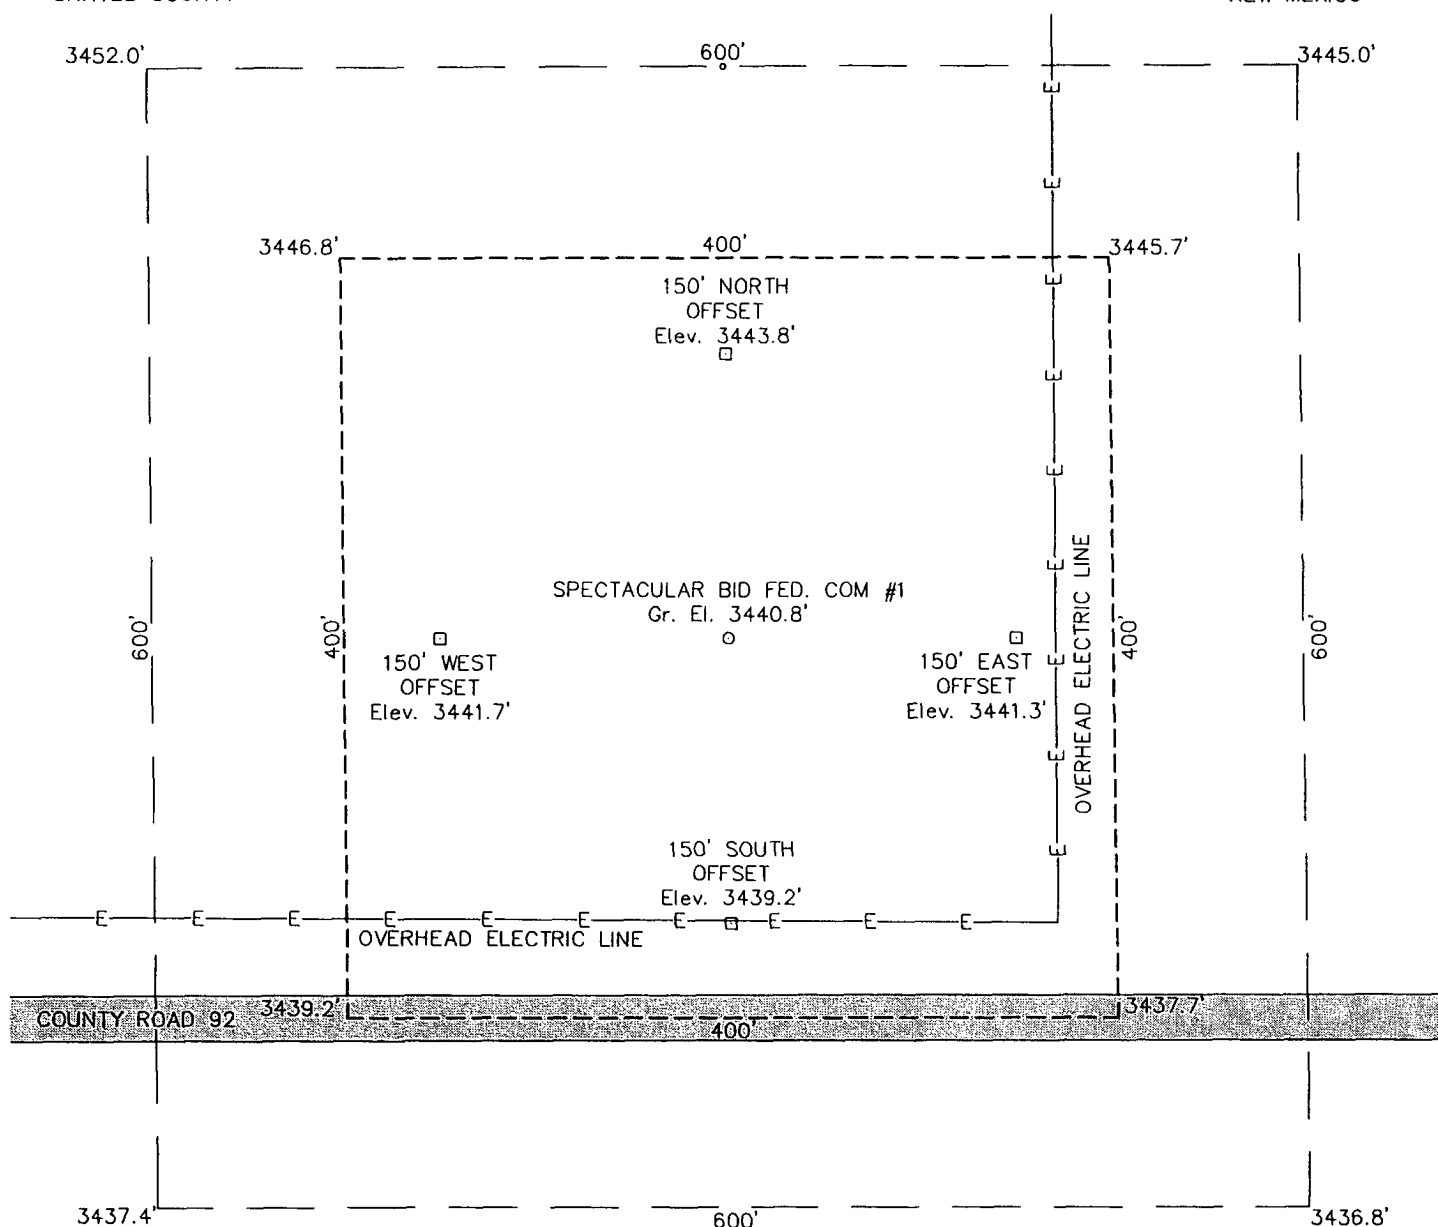 3452.0'
600'
3445.0'
3446.8'
400'
3445.7'
150' NORTH
OFFSET
Elev. 3443.8'
E
E
E
E
E
E
E
E
E
OVERHEAD ELECTRIC LINE
SPECTACULAR BID FED. COM #1
Gr. El. 3440.8'
600'
400'
400'
600'
150' WEST
OFFSET
Elev. 3441.7'
150' EAST
OFFSET
Elev. 3441.3'
150' SOUTH
OFFSET
Elev. 3439.2'
E E E E E E E E E E
OVERHEAD ELECTRIC LINE
COUNTY ROAD 92
3439.2'
400'
3437.7'
3437.4'
600'
3436.8'